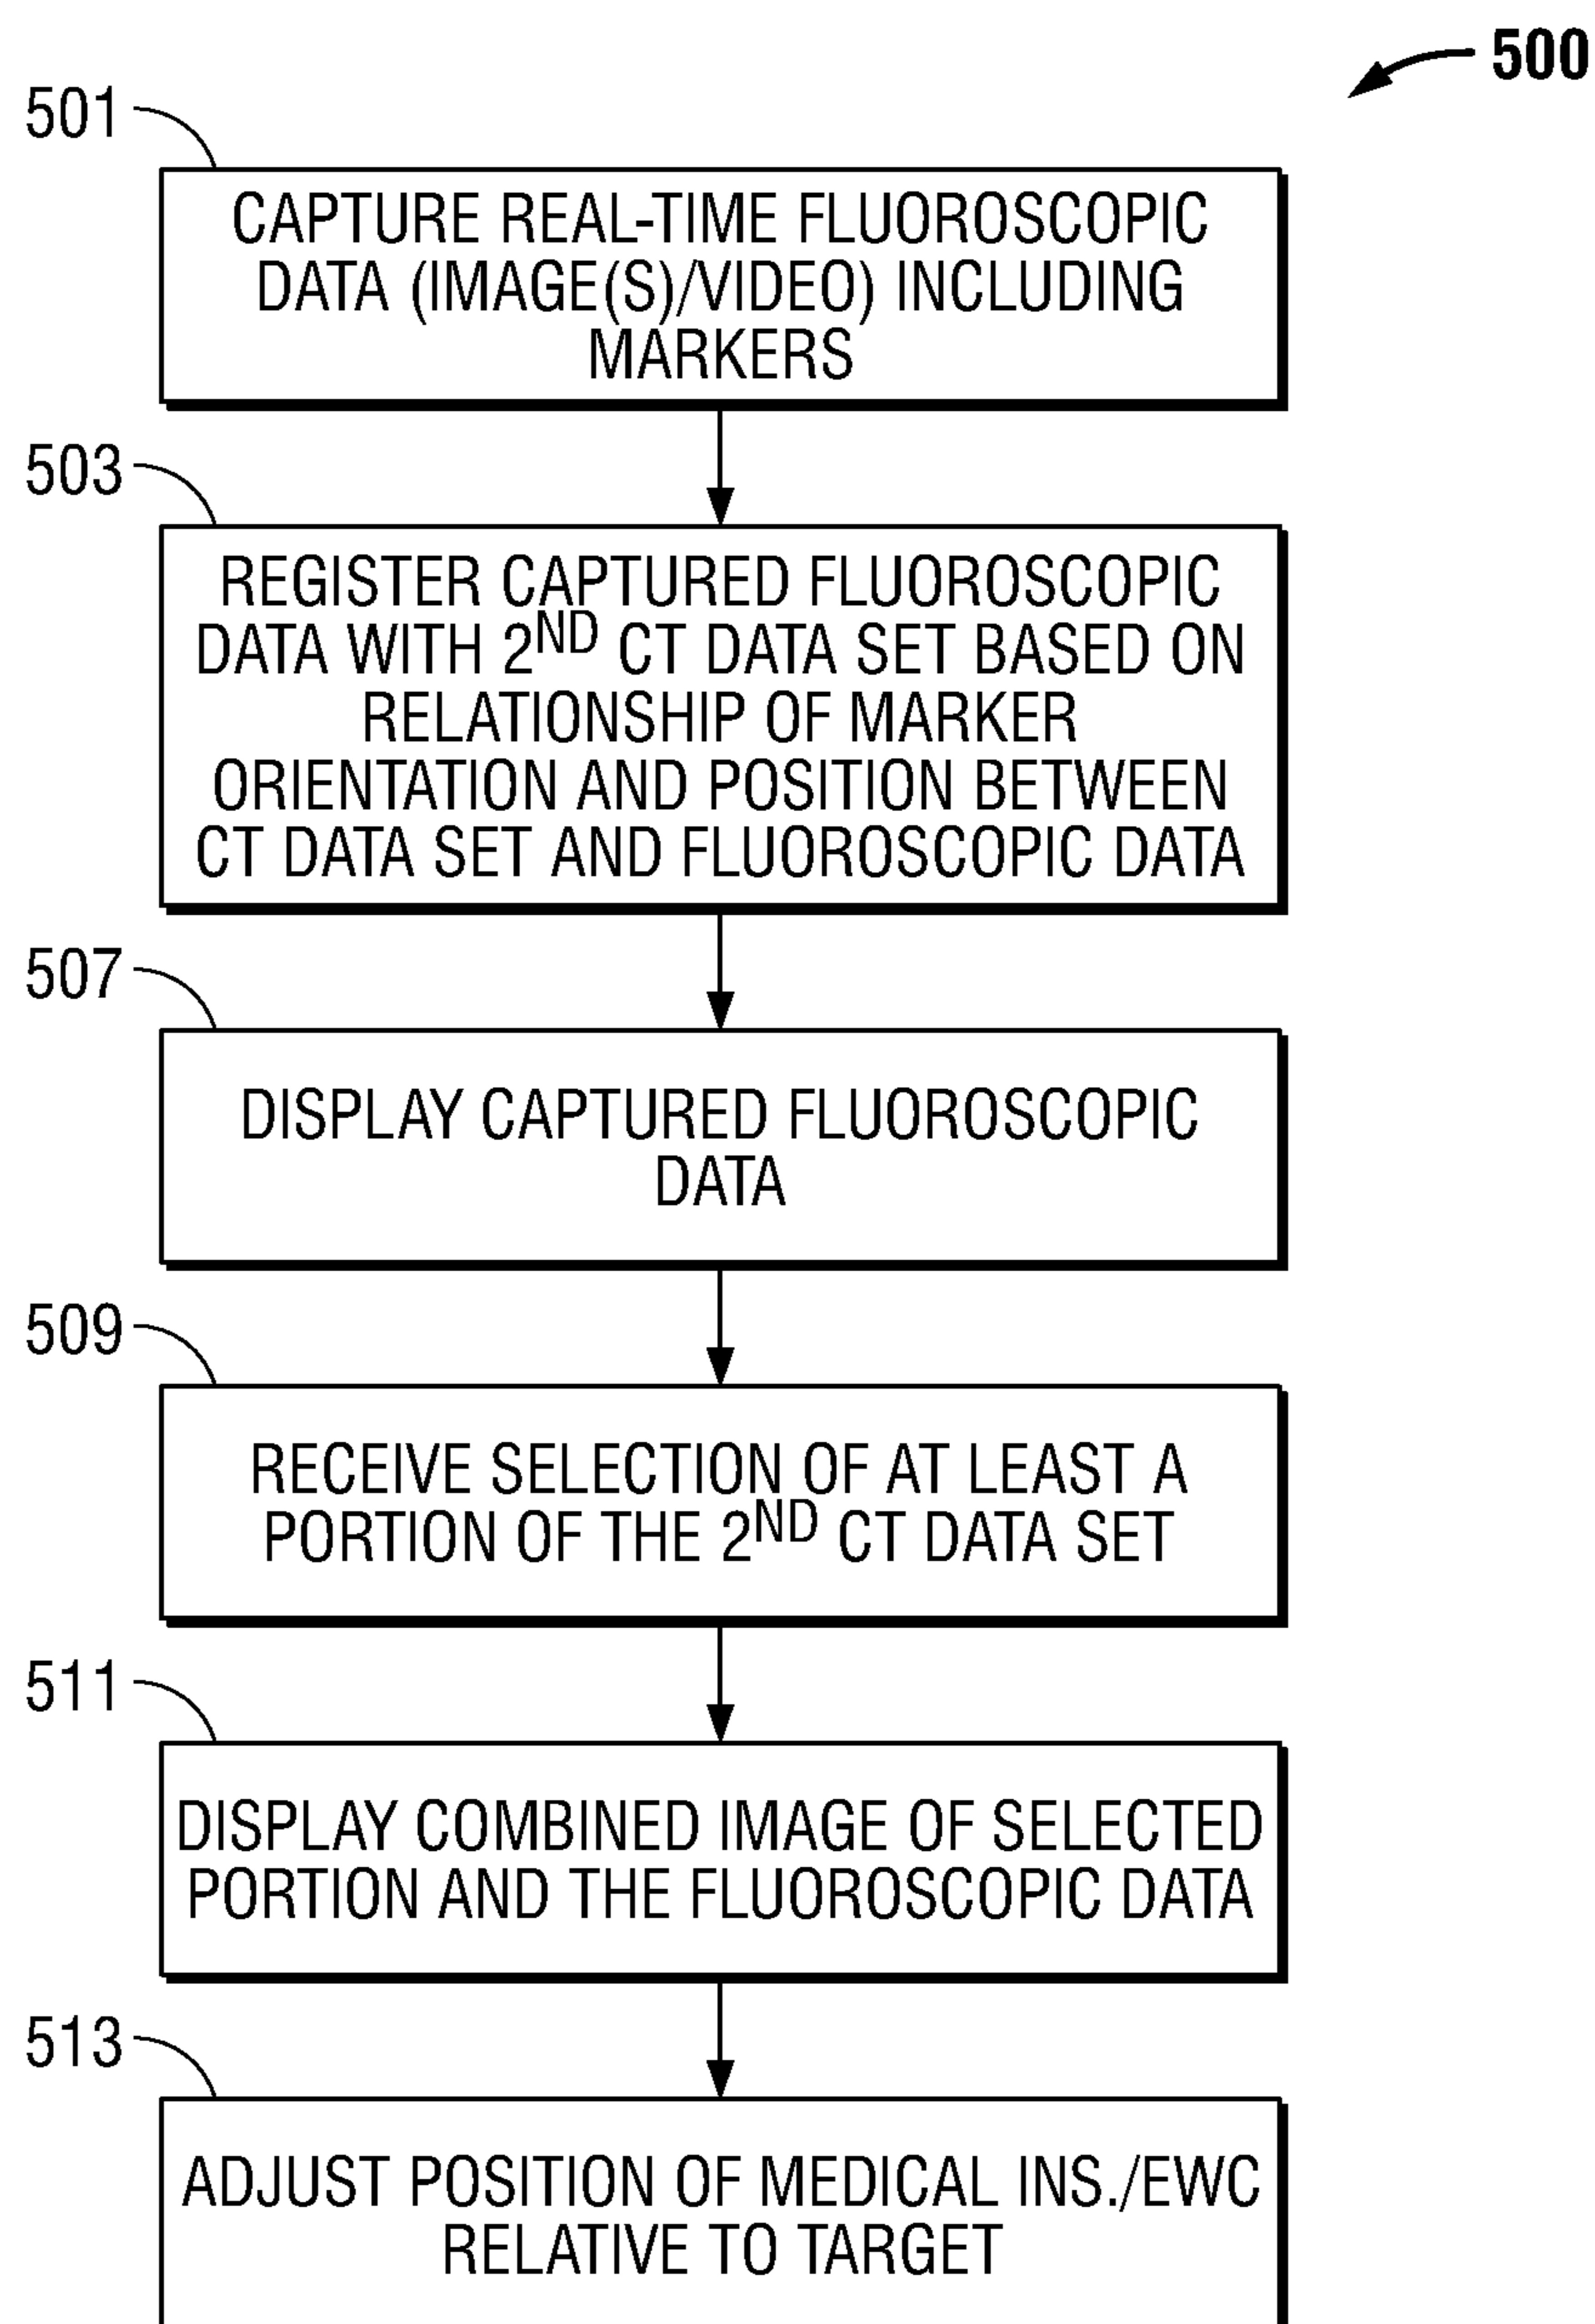 500
501
CAPTURE REAL-TIME FLUOROSCOPIC
DATA (IMAGE(S)/VIDEO) INCLUDING
MARKERS
503
REGISTER CAPTURED FLUOROSCOPIC
DATA WITH 2ND CT DATA SET BASED ON
RELATIONSHIP OF MARKER
ORIENTATION AND POSITION BETWEEN
CT DATA SET AND FLUOROSCOPIC DATA
507
DISPLAY CAPTURED FLUOROSCOPIC
DATA
509
RECEIVE SELECTION OF AT LEAST A
PORTION OF THE 2ND CT DATA SET
511
DISPLAY COMBINED IMAGE OF SELECTED
PORTION AND THE FLUOROSCOPIC DATA
513
ADJUST POSITION OF MEDICAL INS./EWC
RELATIVE TO TARGET